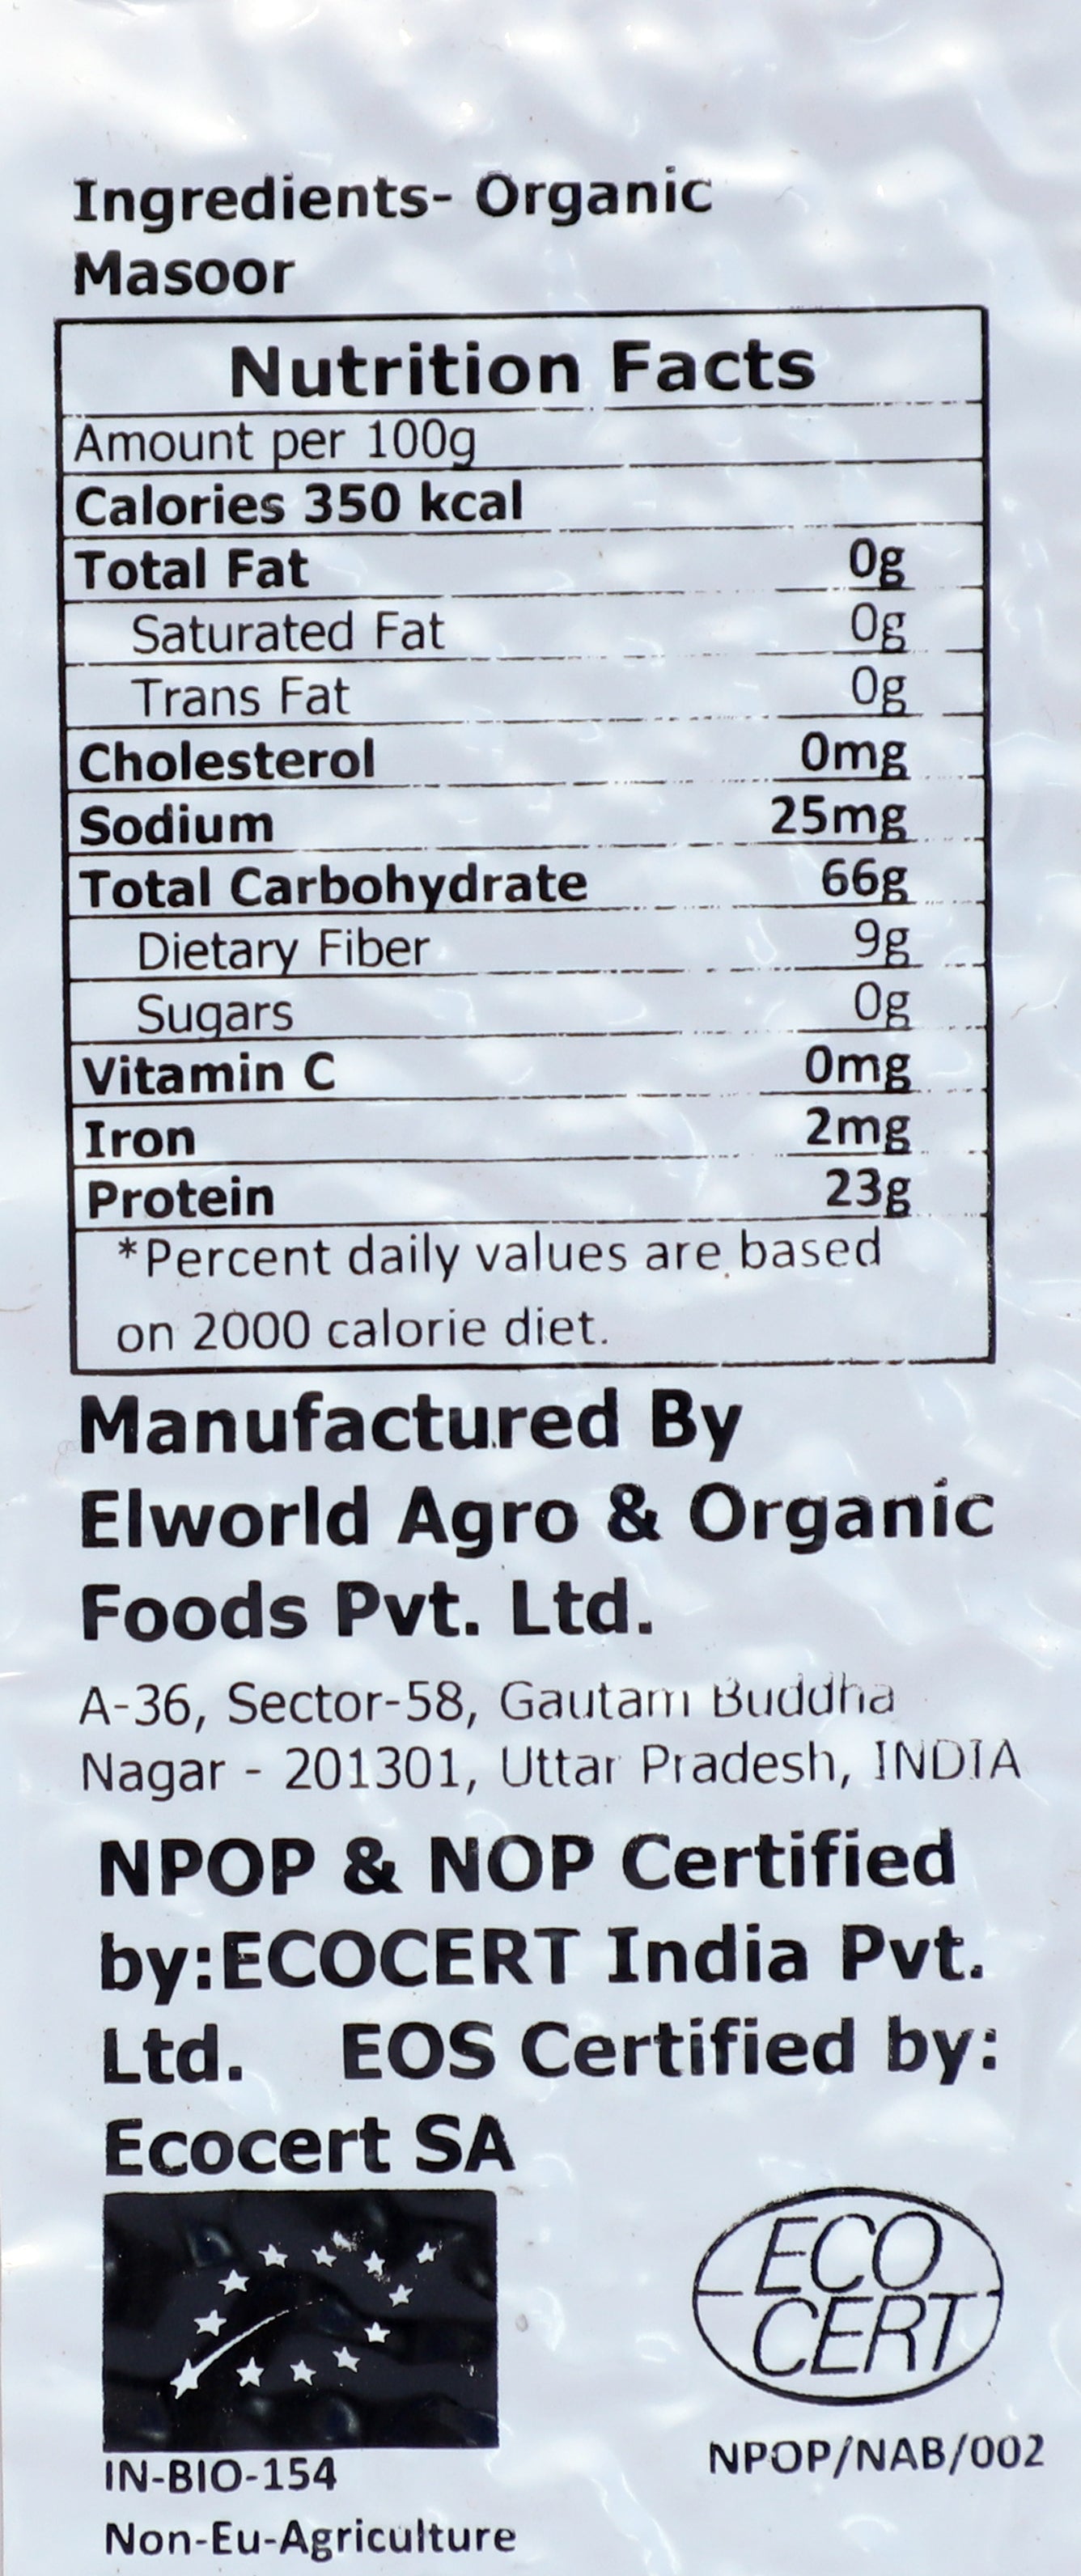 Ingredients- Organic
Masoor
Nutrition Facts
Amount per 100g
Calories 350 kcal
Total Fat 0g
Saturated Fat 0g
Trans Fat 0g
Cholesterol 0mg
Sodium 25mg
Total Carbohydrate 66g
Dietary Fiber 9g
Sugars 0g
Vitamin C 0mg
Iron 2mg
Protein 23g
*Percent daily values are based
on 2000 calorie diet.
Manufactured By
Elworld Agro & Organic
Foods Pvt. Ltd.
A-36, Sector-58, Gautam Buddha
Nagar - 201301, Uttar Pradesh, INDIA
NPOP & NOP Certified
by:ECOCERT India Pvt.
Ltd. EOS Certified by:
Ecocert SA
ECO
CERT
IN-BIO-154
NPOP/NAB/002
Non-Eu-Agriculture